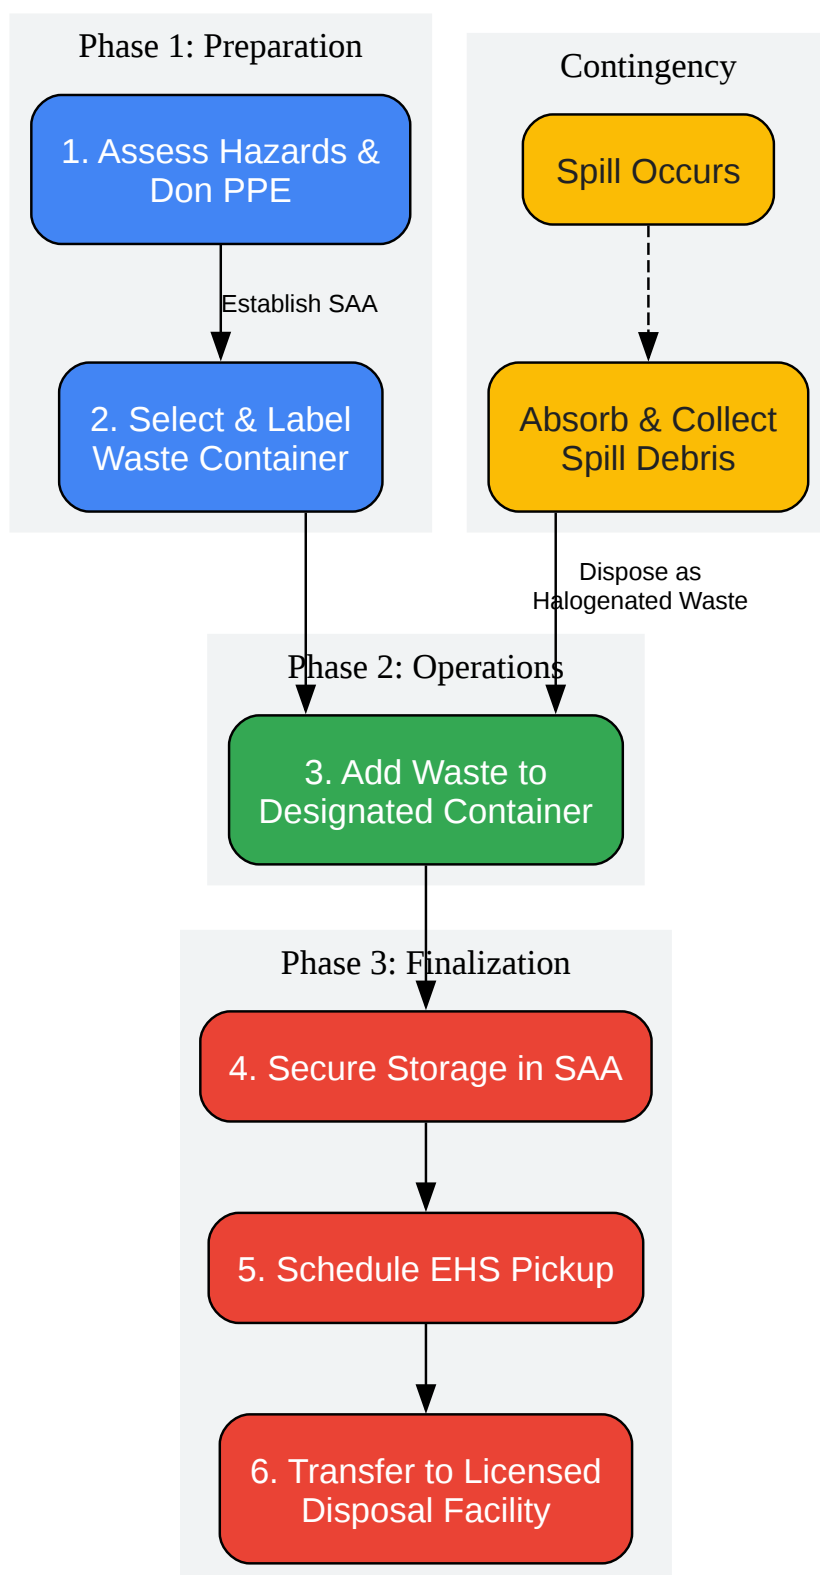 Phase 1: Preparation
1. Assess Hazards &
Don PPE
Establish SAA
2. Select & Label
Waste Container
Contingency
Spill Occurs
Absorb & Collect
Spill Debris
Dispose as
Halogenated Waste
Phase 2: Operations
3. Add Waste to
Designated Container
Phase 3: Finalization
4. Secure Storage in SAA
5. Schedule EHS Pickup
6. Transfer to Licensed
Disposal Facility